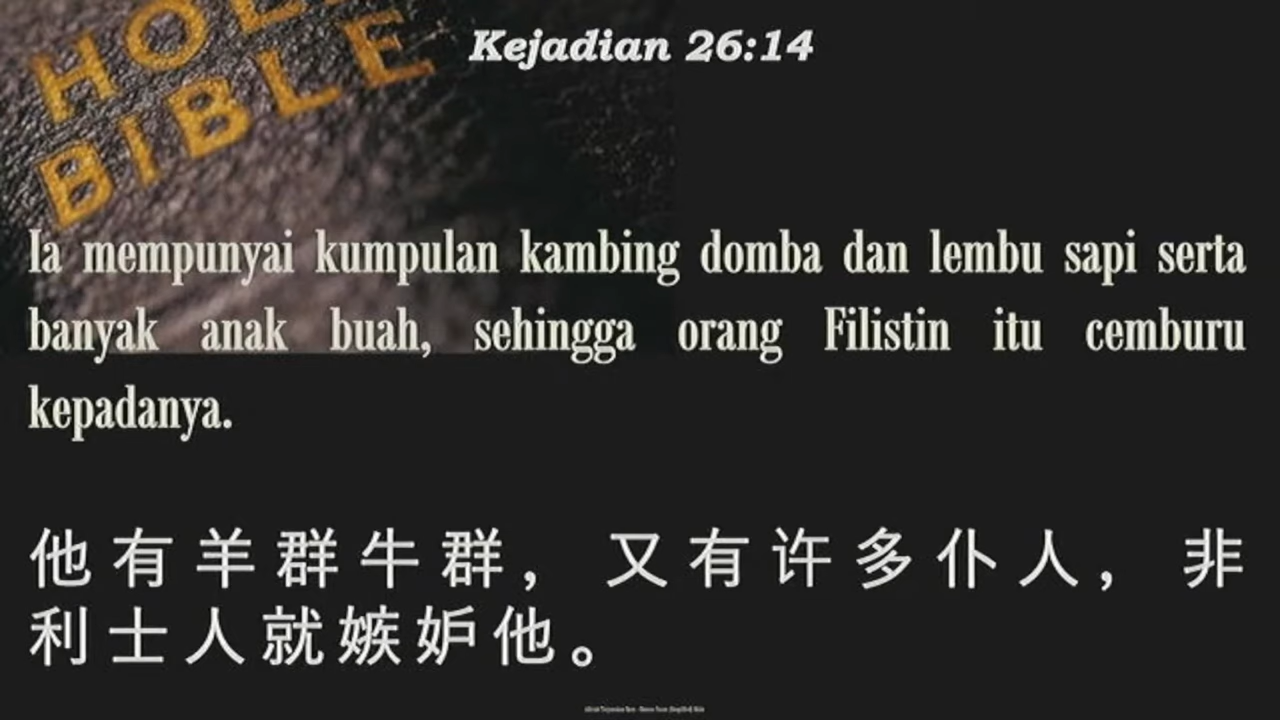 HOL
BIBLE
Kejadian 26:14
Ia mempunyai kumpulan kambing domba dan lembu sapi serta
banyak anak buah, sehingga orang Filistin itu cemburu
kepadanya.
他有羊群牛群，又有许多仆人，非
利士人就嫉妒他。